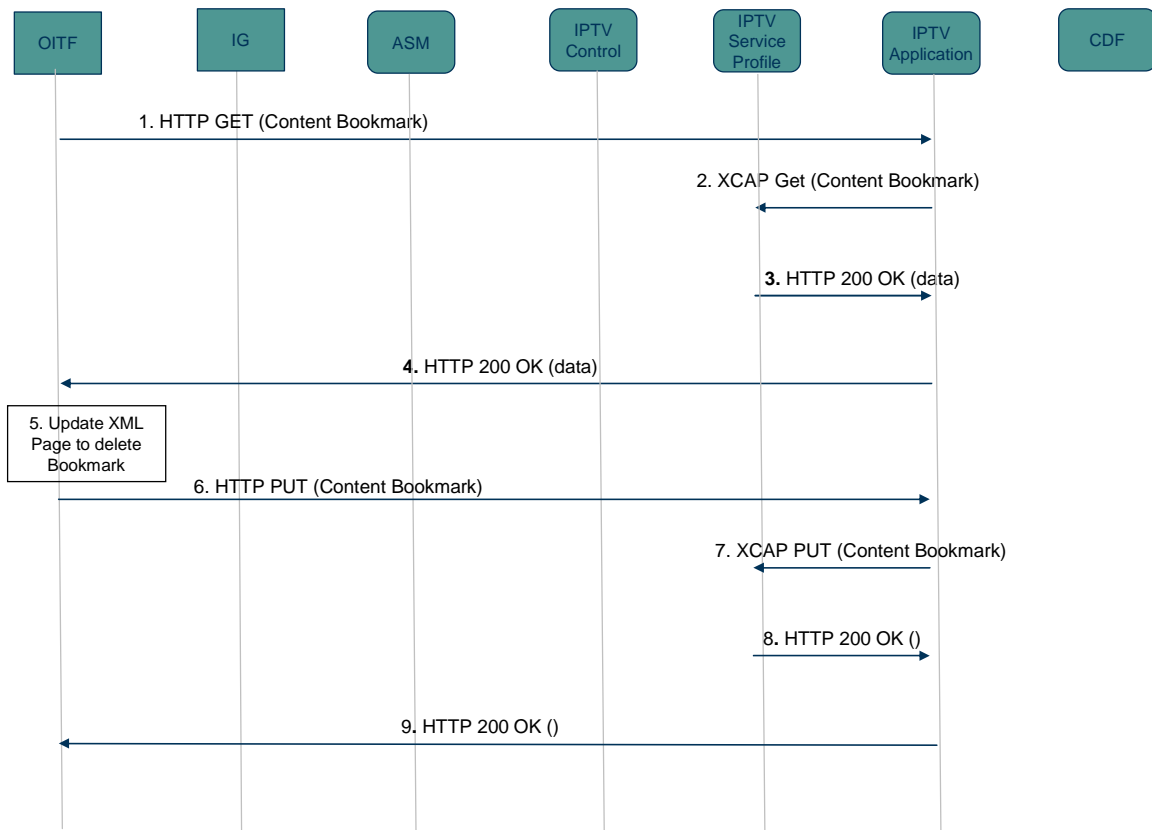 OITF
IG
ASM
IPTV
Control
IPTV
Service
Profile
IPTV
Application
CDF
1. HTTP GET (Content Bookmark)
2. XCAP Get (Content Bookmark)
3. HTTP 200 OK (data)
4. HTTP 200 OK (data)
5. Update XML
Page to delete
Bookmark
6. HTTP PUT (Content Bookmark)
7. XCAP PUT (Content Bookmark)
8. HTTP 200 OK ()
9. HTTP 200 OK ()